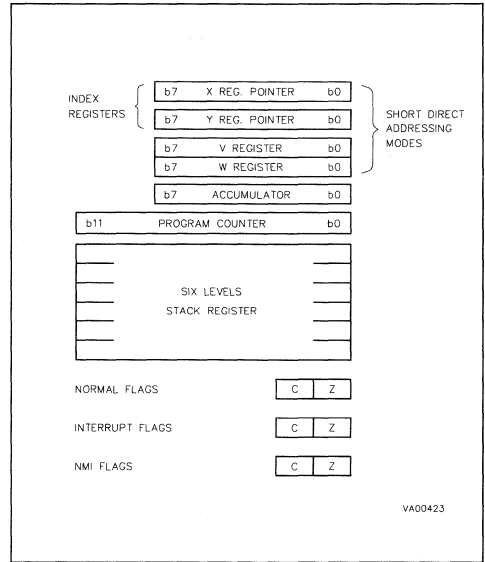 INDEX
REGISTERS
b7 X REG. POINTER b0
b7 Y REG. POINTER b0
b7 V REGISTER b0
b7 W REGISTER b0
SHORT DIRECT
ADDRESSING
MODES
b7 ACCUMULATOR b0
b11 PROGRAM COUNTER b0
SIX LEVELS
STACK REGISTER
NORMAL FLAGS C Z
INTERRUPT FLAGS C Z
NMI FLAGS C Z
VA00423